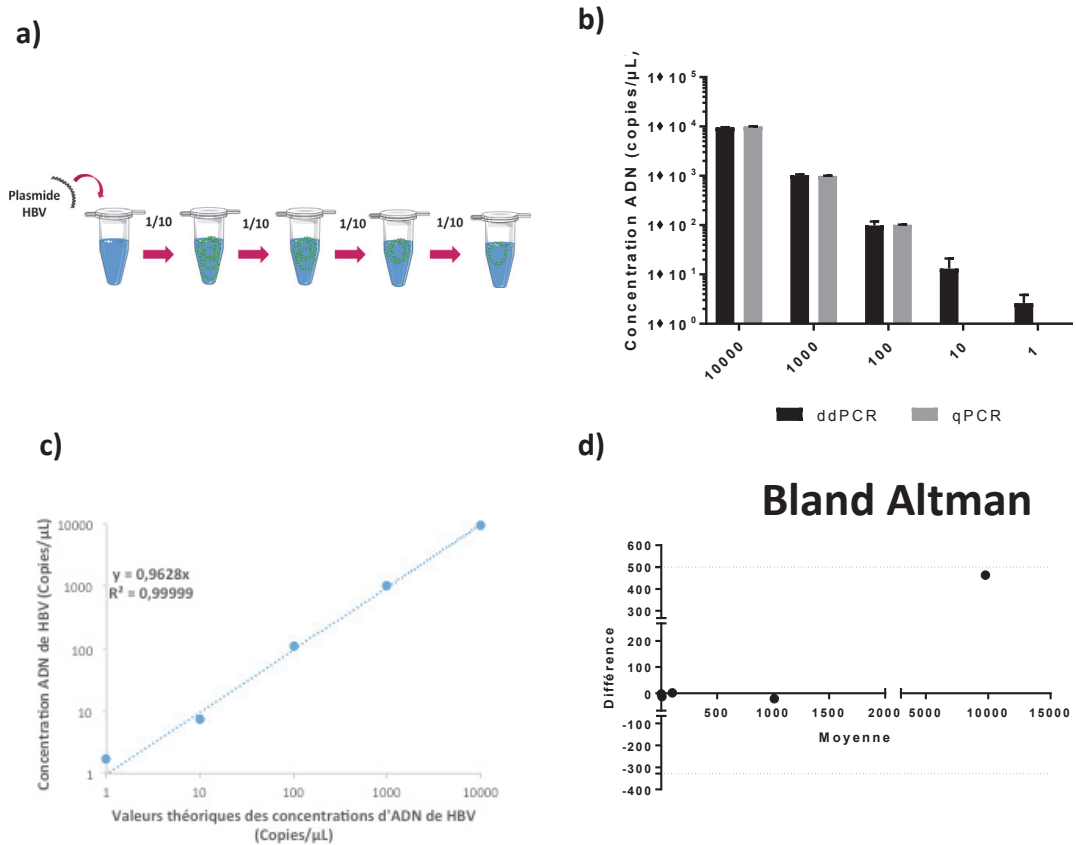 a)
Plasmide
HBV
1/10
1/10
1/10
1/10
b)
Concentration ADN (copies/µL)
1♦10⁵
1♦10⁴
1♦10³
1♦10²
1♦10¹
1♦10⁰
10000
1000
100
10
1
ddPCR
qPCR
c)
Concentration ADN de HBV (Copies/µL)
10000
1000
100
10
1
y = 0,9628x
R² = 0,99999
1
10
100
1000
10000
Valeurs théoriques des concentrations d'ADN de HBV
(Copies/µL)
d)
Bland Altman
Différence
600
500
400
300
200
100
0
-100
-200
-300
-400
500
1000
1500
2000
5000
10000
15000
Moyenne